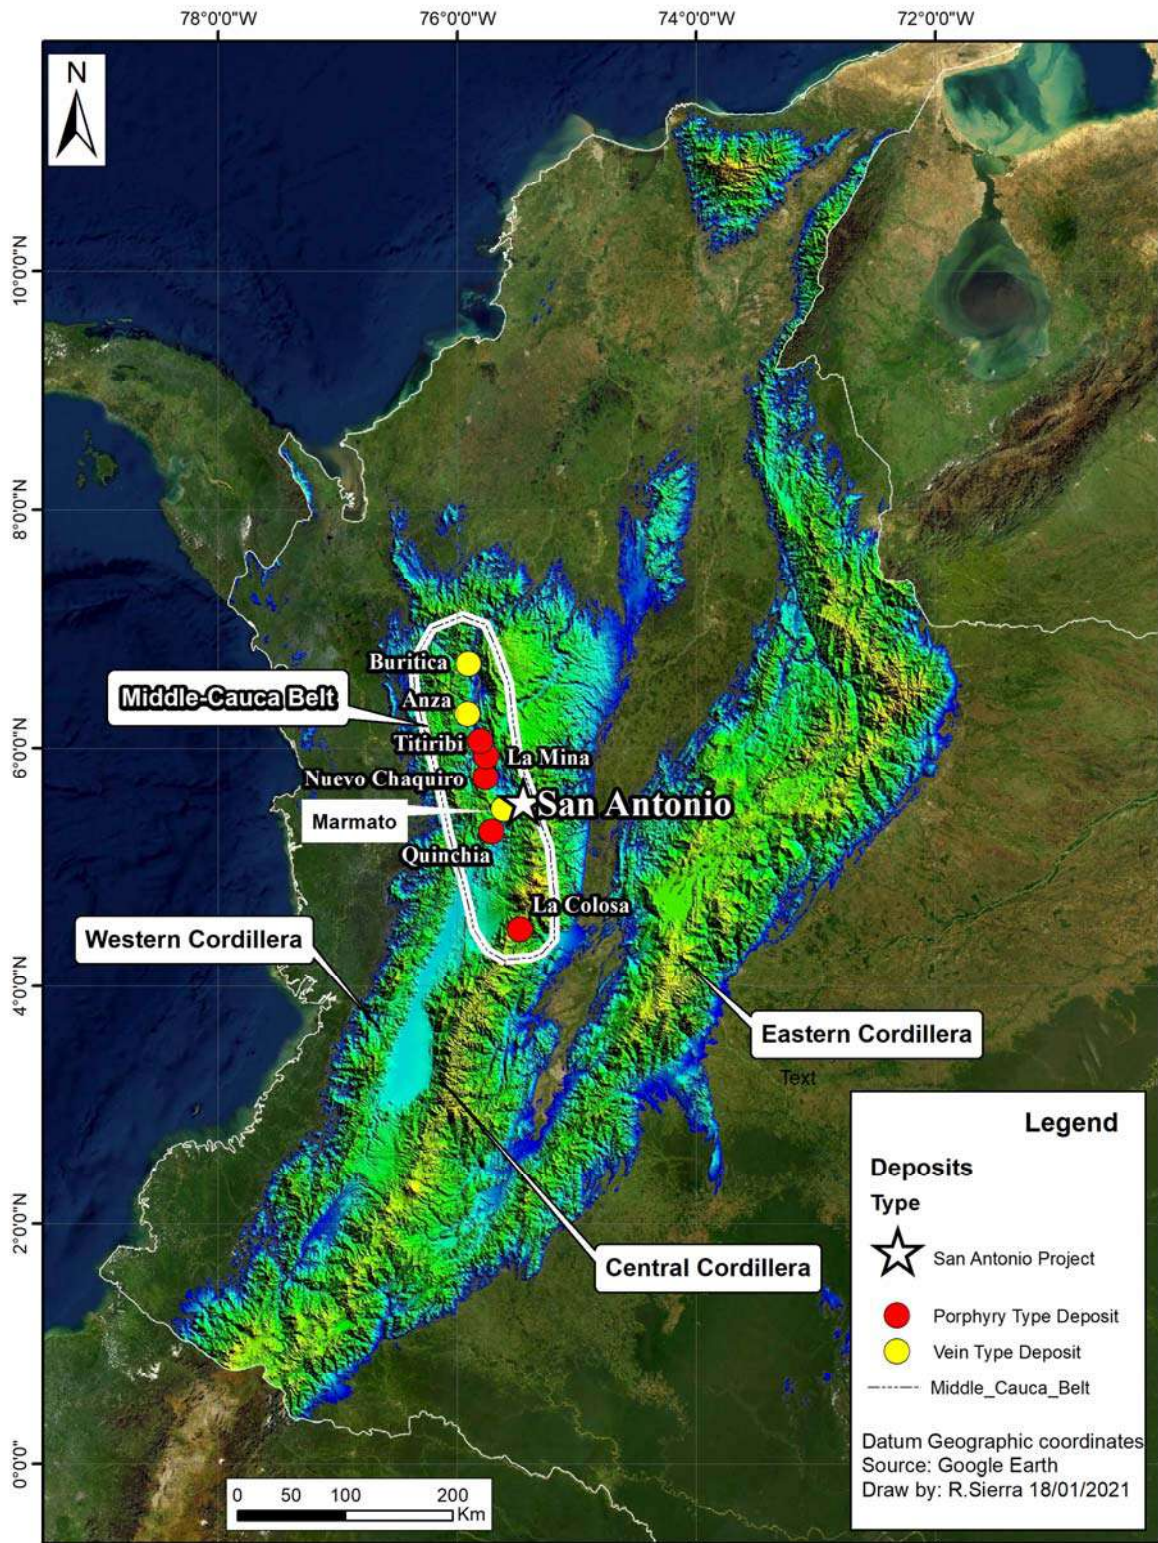 78°0'0"W
76°0'0"W
74°0'0"W
72°0'0"W
N
10°0'0"N
8°0'0"N
6°0'0"N
4°0'0"N
2°0'0"N
0°0'0"
Buritica
Middle-Cauca Belt
Anza
Titiribi
La Mina
Nuevo Chaquiro
San Antonio
Marmato
Quinchia
La Colosa
Western Cordillera
Eastern Cordillera
Text
Central Cordillera
Legend
Deposits
Type
San Antonio Project
Porphyry Type Deposit
Vein Type Deposit
Middle_Cauca_Belt
Datum Geographic coordinates
Source: Google Earth
Draw by: R.Sierra 18/01/2021
0 50 100 200
Km